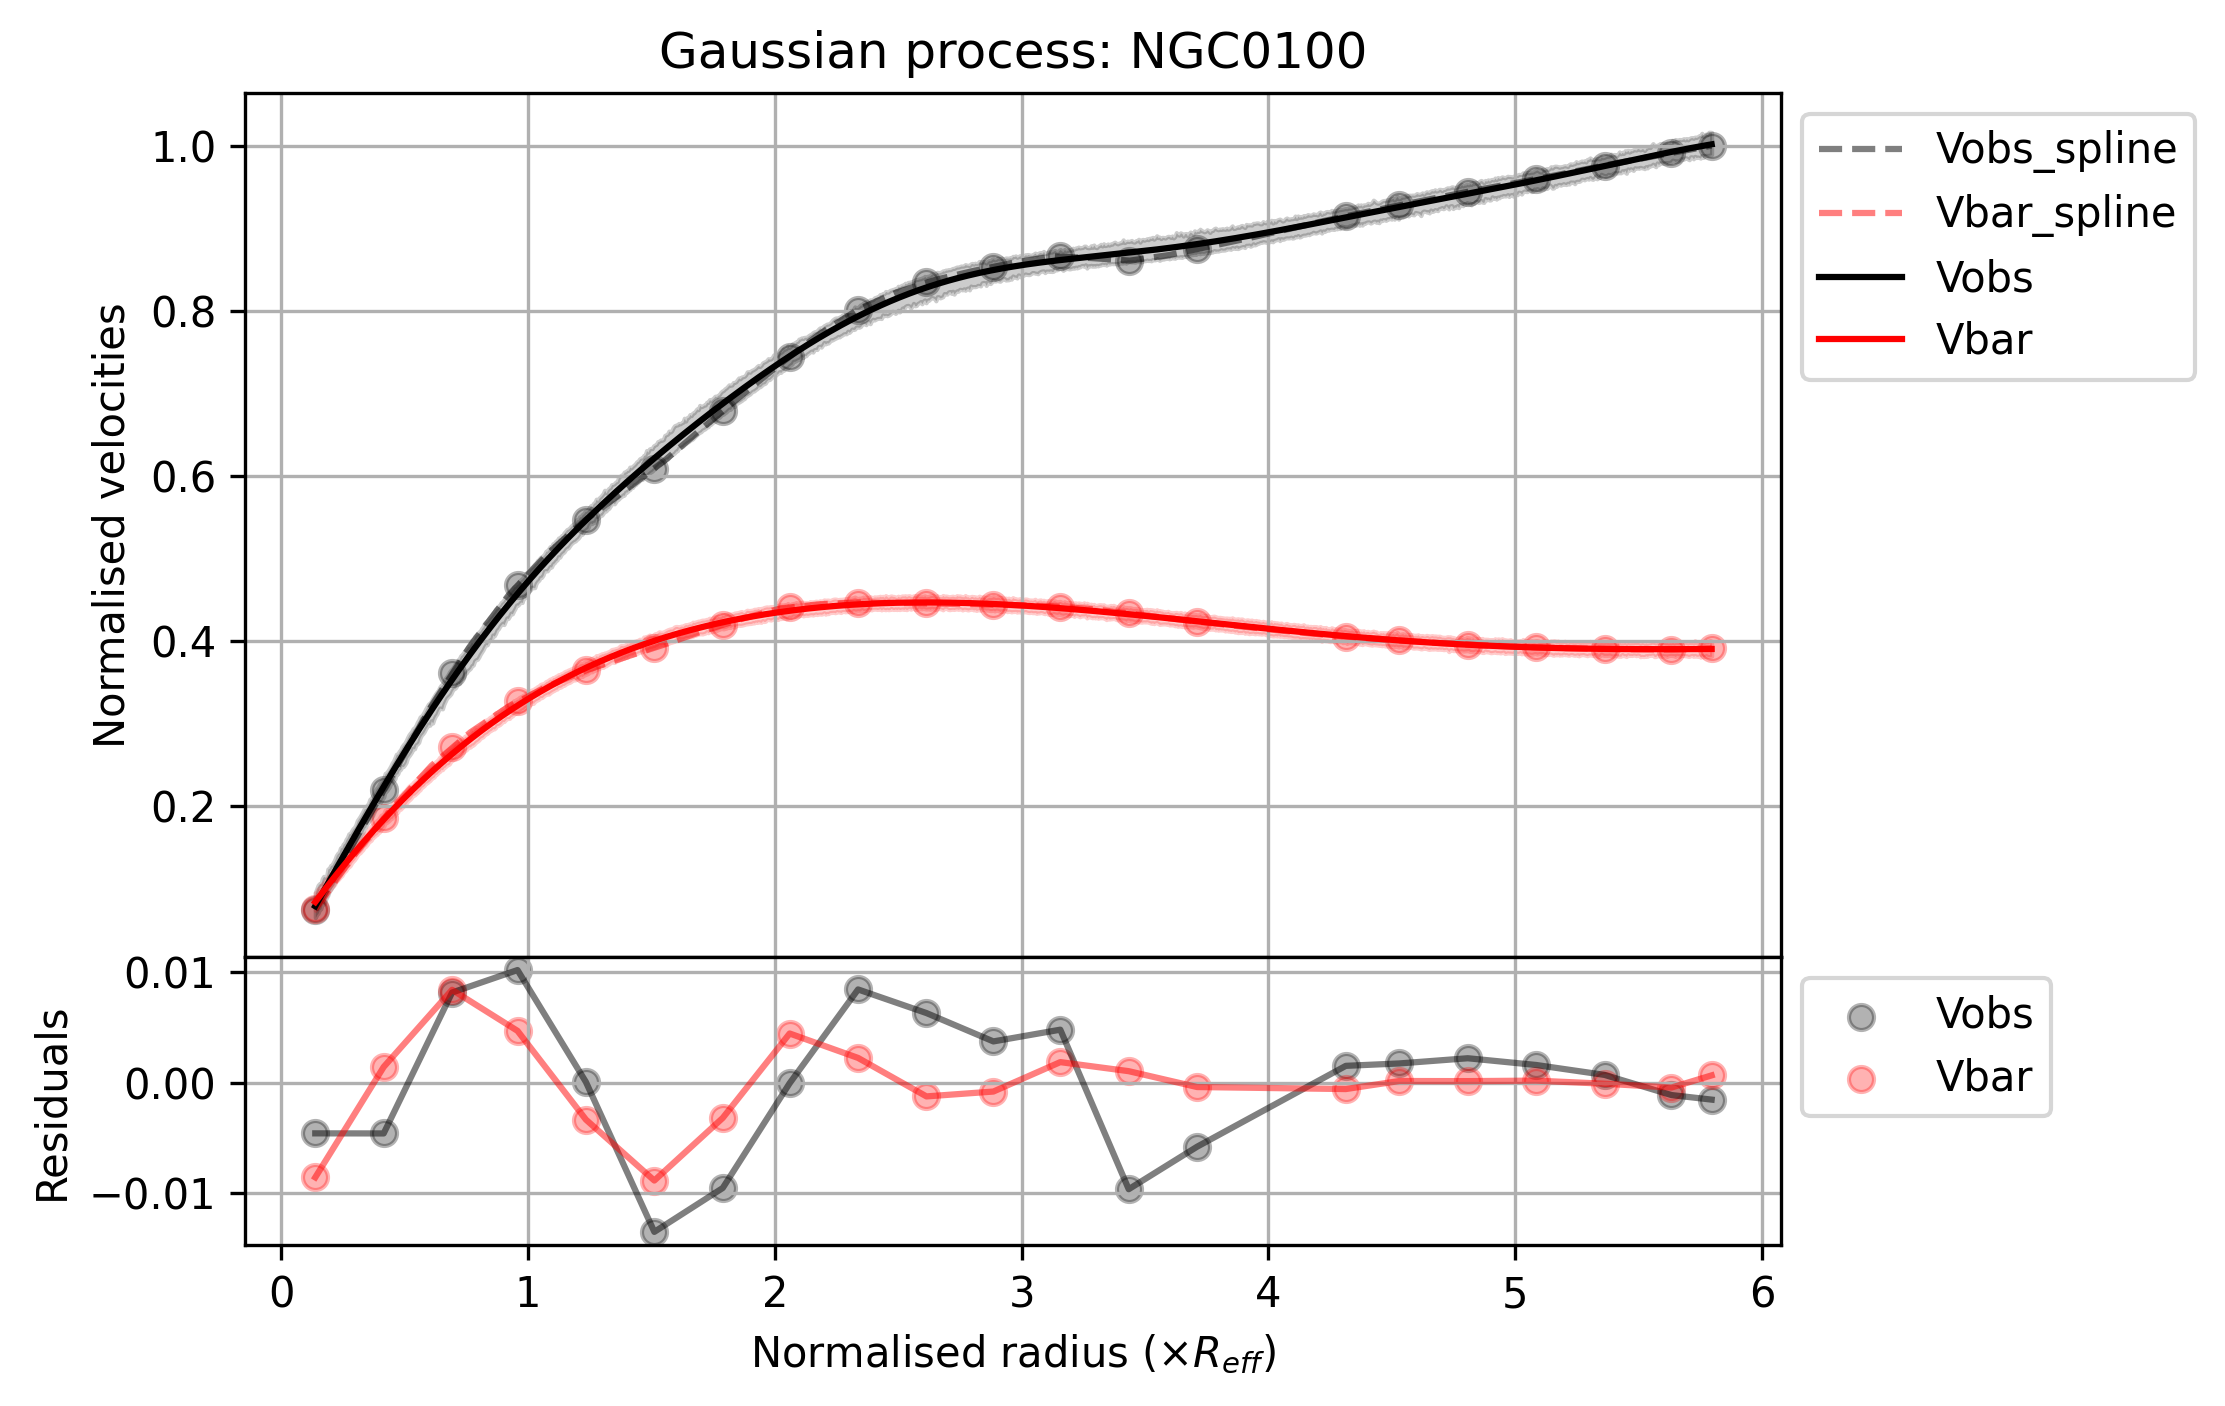 Gaussian process: NGC0100
Normalised velocities
1.0
0.8
0.6
0.4
0.2
Vobs_spline
Vbar_spline
Vobs
Vbar
Residuals
0.01
0.00
−0.01
Vobs
Vbar
0 1 2 3 4 5 6
Normalised radius (×R_eff)